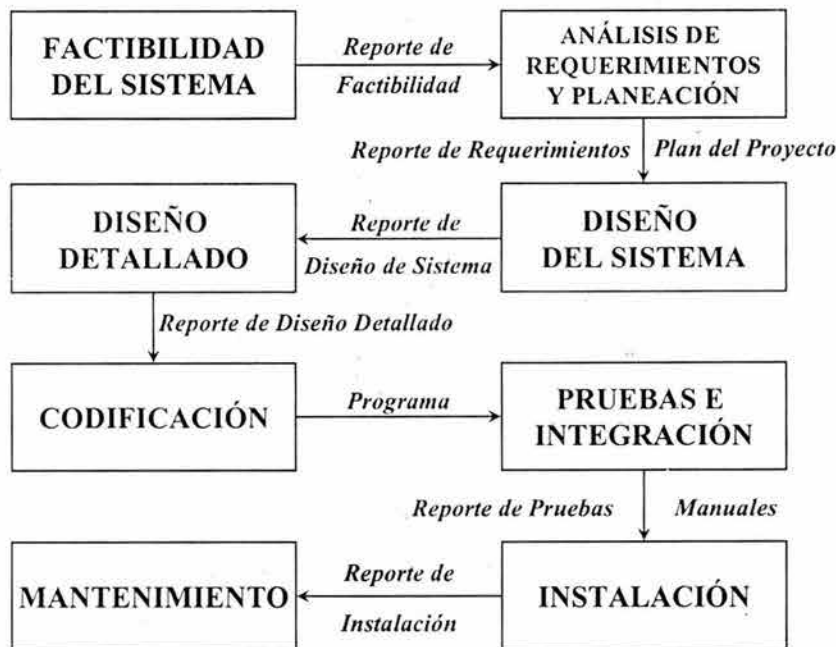 FACTIBILIDAD
DEL SISTEMA
Reporte de
Factibilidad
ANÁLISIS DE
REQUERIMIENTOS
Y PLANEACIÓN
Reporte de Requerimientos
Plan del Proyecto
DISEÑO
DEL SISTEMA
Reporte de
Diseño de Sistema
DISEÑO
DETALLADO
Reporte de Diseño Detallado
CODIFICACIÓN
Programa
PRUEBAS E
INTEGRACIÓN
Reporte de Pruebas
Manuales
INSTALACIÓN
Reporte de
Instalación
MANTENIMIENTO